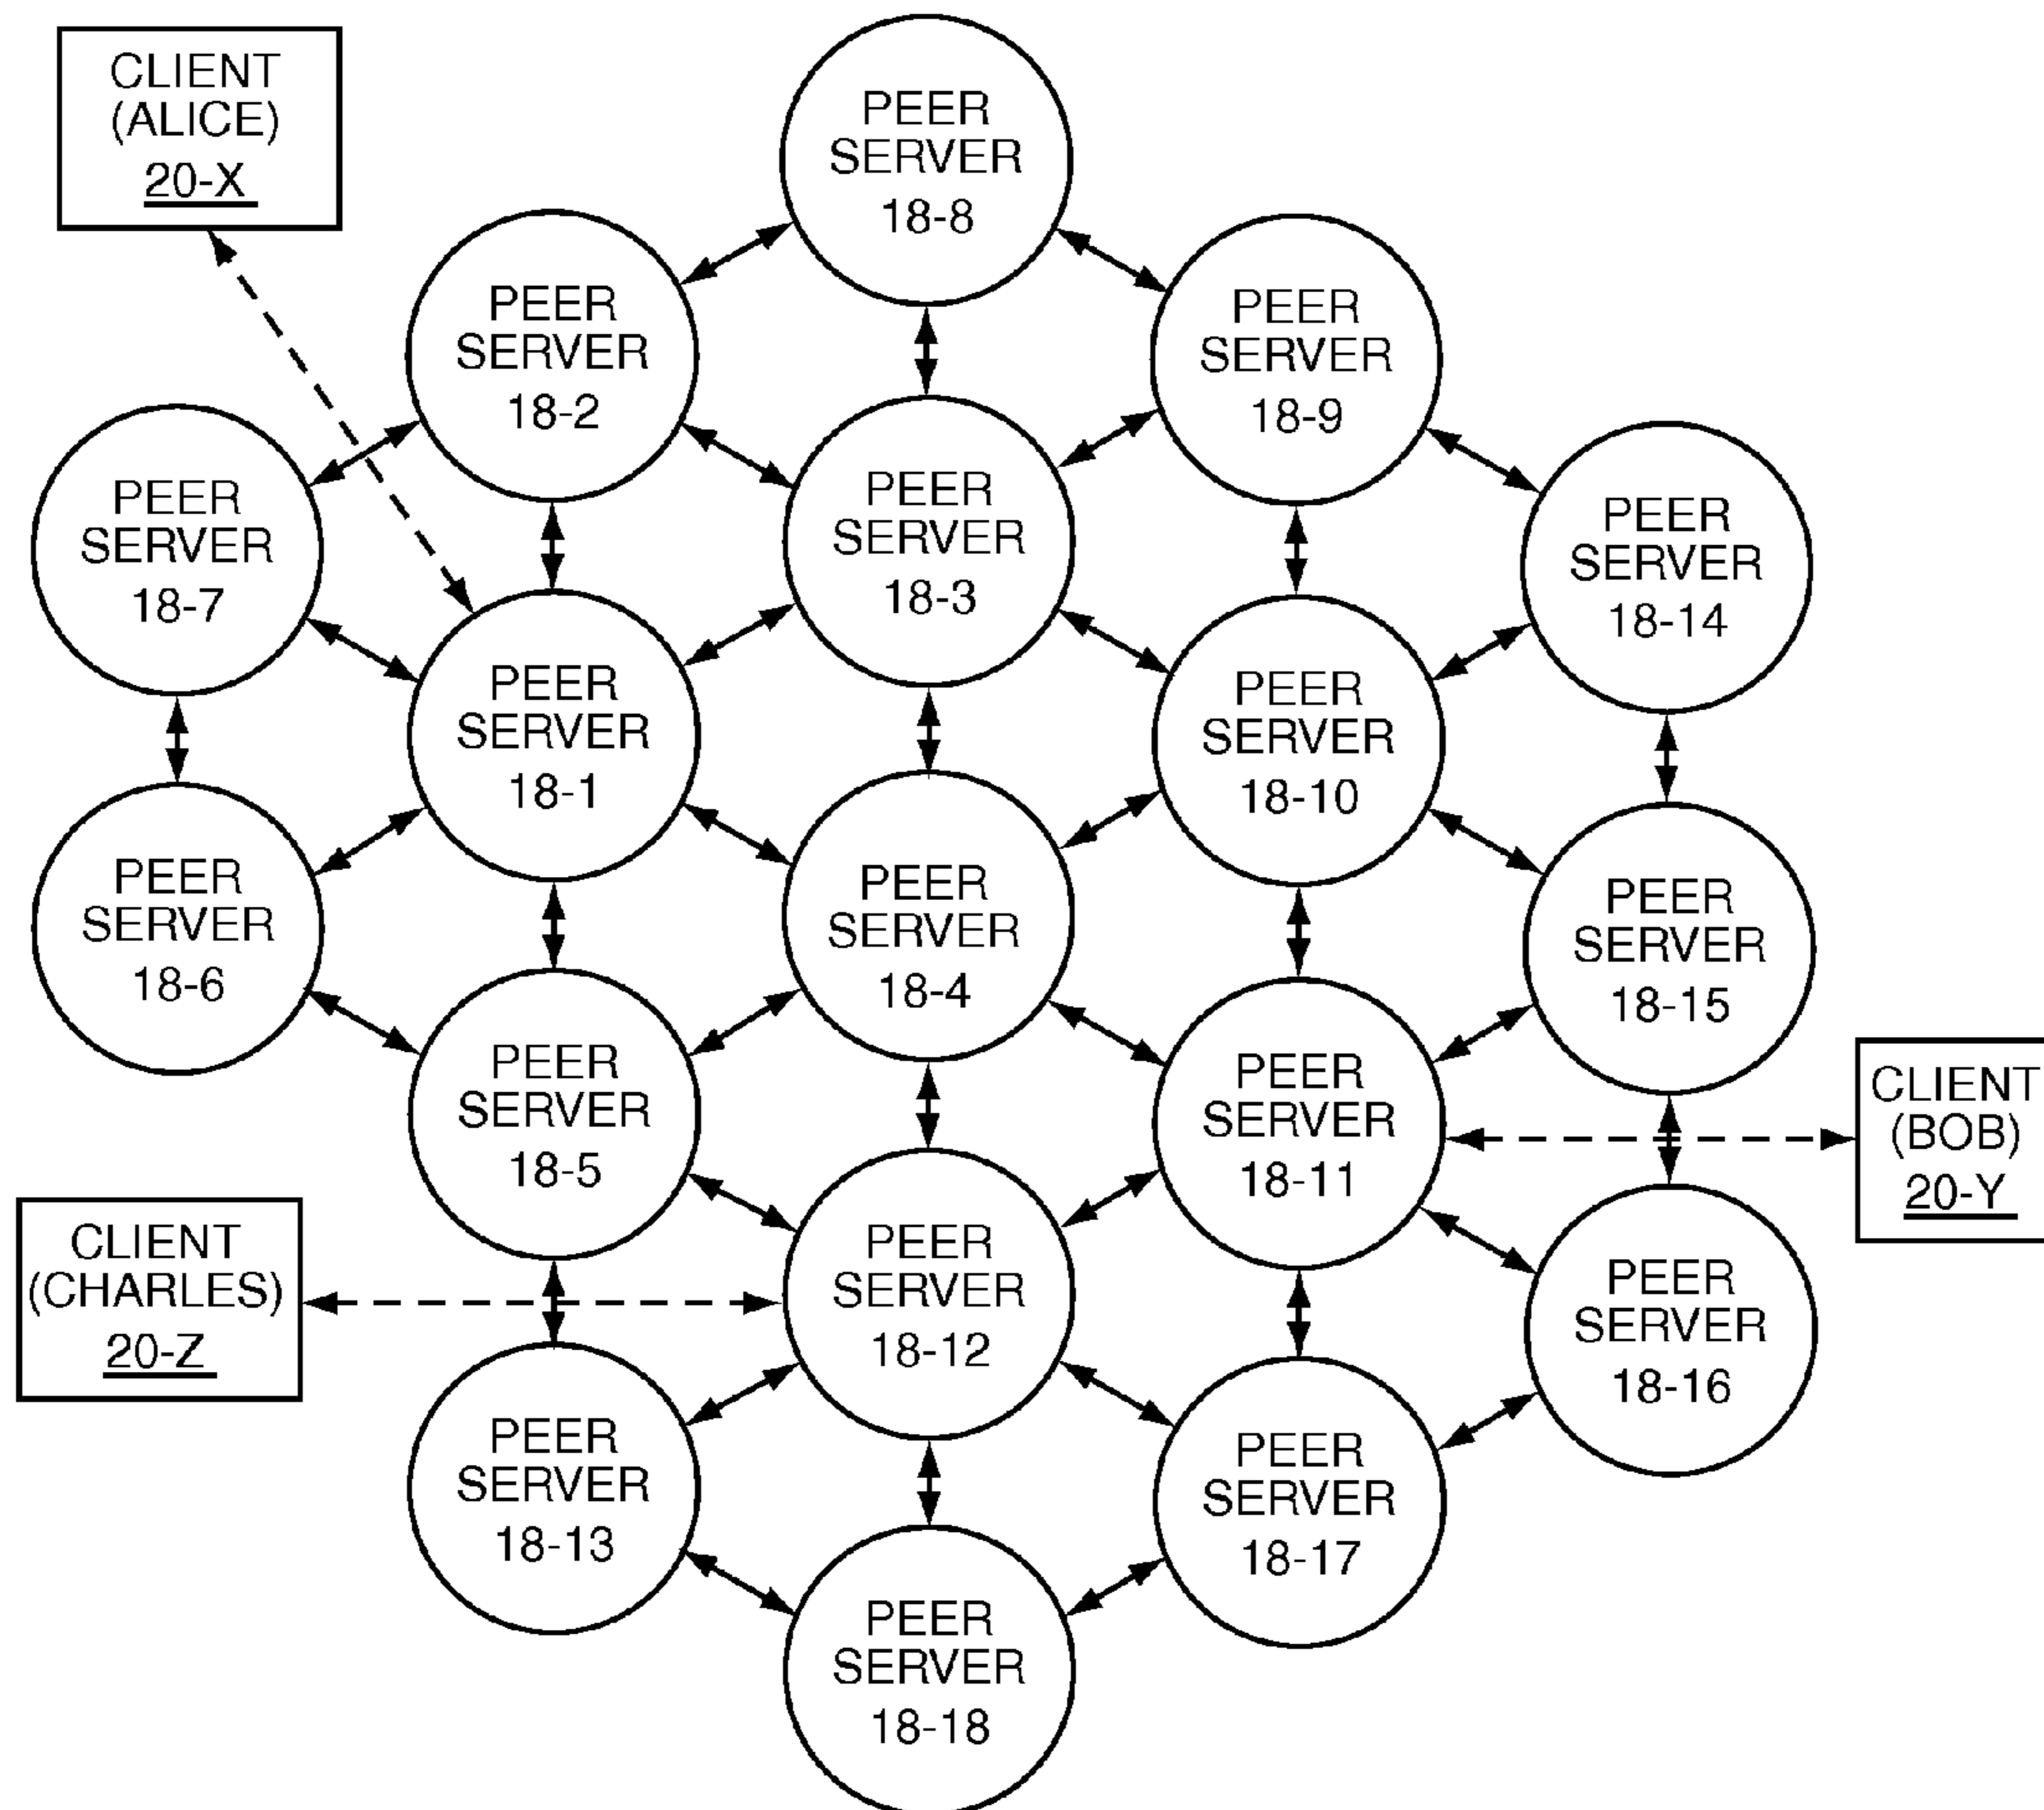 CLIENT
(ALICE)
20-X
PEER
SERVER
18-8
PEER
SERVER
18-2
PEER
SERVER
18-9
PEER
SERVER
18-7
PEER
SERVER
18-3
PEER
SERVER
18-14
PEER
SERVER
18-1
PEER
SERVER
18-10
PEER
SERVER
18-6
PEER
SERVER
18-4
PEER
SERVER
18-15
PEER
SERVER
18-5
PEER
SERVER
18-11
CLIENT
(BOB)
20-Y
CLIENT
(CHARLES)
20-Z
PEER
SERVER
18-12
PEER
SERVER
18-16
PEER
SERVER
18-13
PEER
SERVER
18-17
PEER
SERVER
18-18